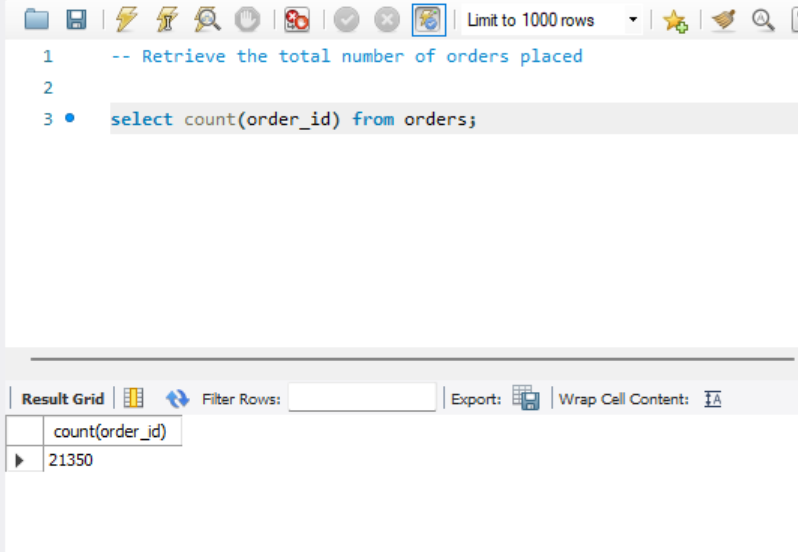 Limit to 1000 rows
1 -- Retrieve the total number of orders placed
2
3 select count(order_id) from orders;
Result Grid Filter Rows: Export: Wrap Cell Content: IA
count(order_id)
21350